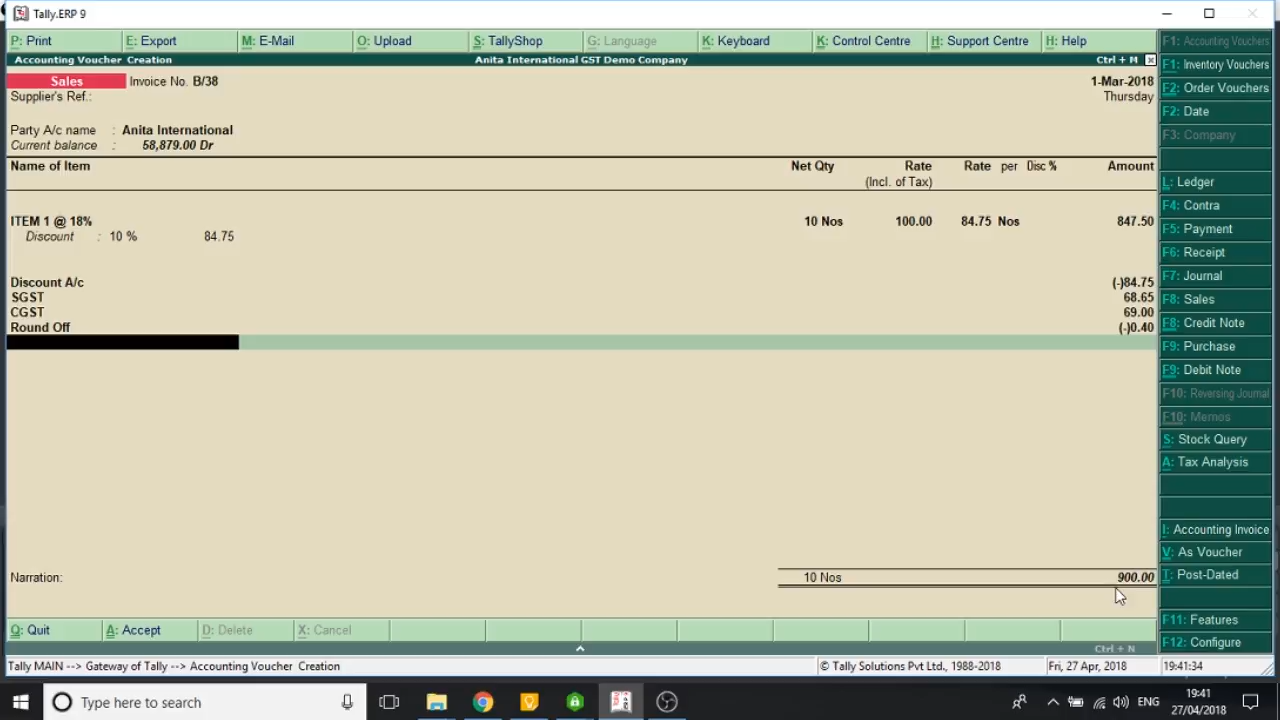 Tally.ERP 9
P: Print E: Export M: E-Mail O: Upload S: TallyShop G: Language K: Keyboard K: Control Centre H: Support Centre H: Help
Accounting Voucher Creation Anita International GST Demo Company Ctrl + M
Sales Invoice No. B/38 1-Mar-2018
Supplier's Ref.: Thursday
Party A/c name : Anita International
Current balance : 58,879.00 Dr
Name of Item Net Qty Rate Rate per Disc % Amount
(Incl. of Tax)
ITEM 1 @ 18% 10 Nos 100.00 84.75 Nos 847.50
Discount : 10 % 84.75
Discount A/c (-)84.75
SGST 68.65
CGST 69.00
Round Off (-)0.40
Narration: 10 Nos 900.00
Q: Quit A: Accept D: Delete X: Cancel
Ctrl + N
Tally MAIN --> Gateway of Tally --> Accounting Voucher Creation © Tally Solutions Pvt Ltd., 1988-2018 Fri, 27 Apr, 2018 19:41:34
F1: Accounting Vouchers
F1: Inventory Vouchers
F2: Order Vouchers
F2: Date
F3: Company
L: Ledger
F4: Contra
F5: Payment
F6: Receipt
F7: Journal
F8: Sales
F8: Credit Note
F9: Purchase
F9: Debit Note
F10: Reversing Journal
F10: Memos
S: Stock Query
A: Tax Analysis
I: Accounting Invoice
V: As Voucher
T: Post-Dated
F11: Features
F12: Configure
Type here to search ENG 19:41
27/04/2018